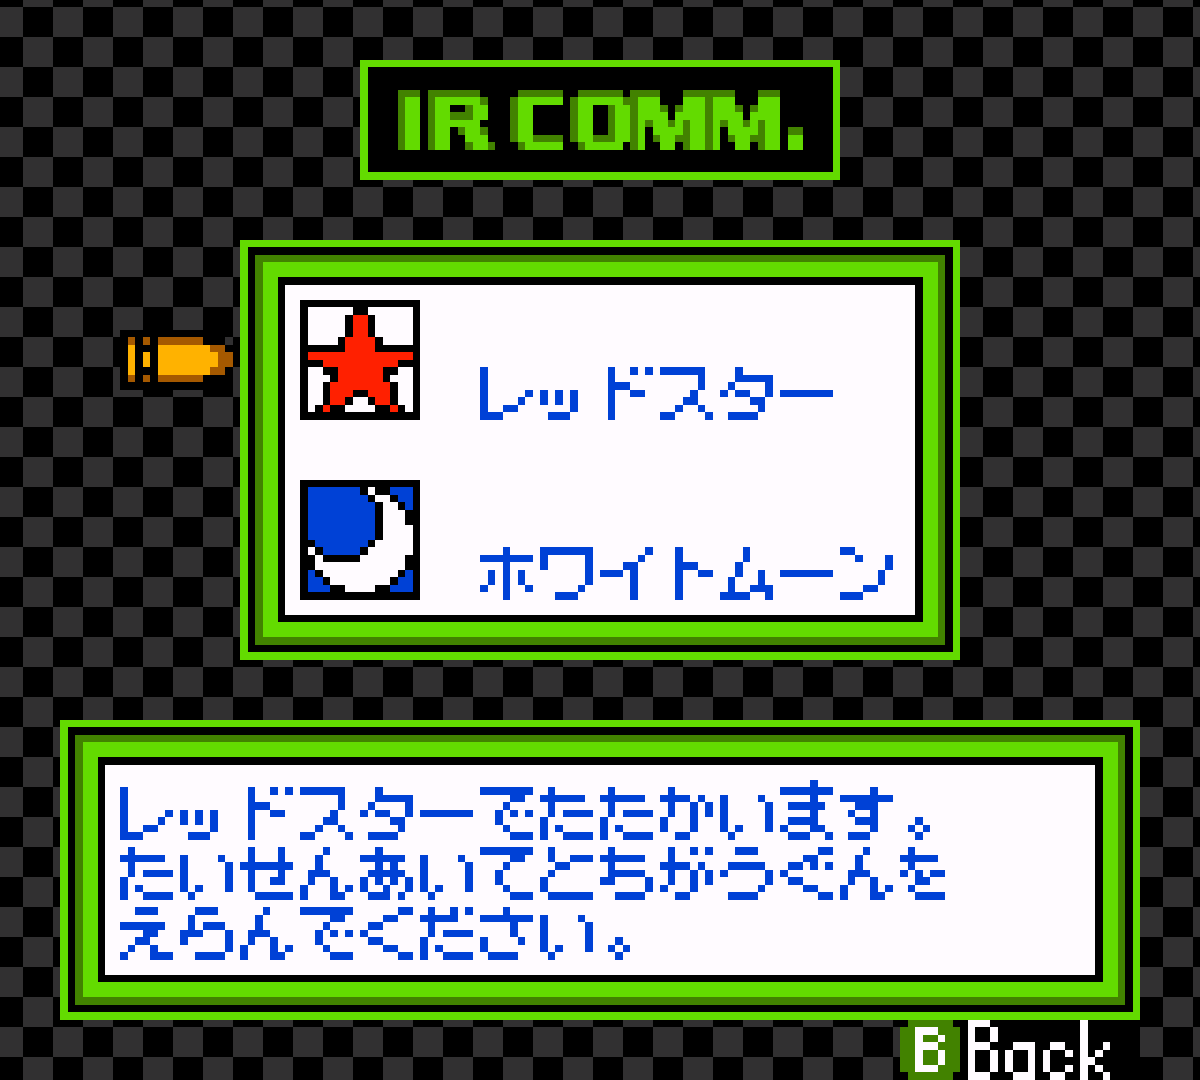 IR COMM.
レッドスター
ホワイトムーン
レッドスターでたたかいます。
たいせんあいてとちがうぐんを
えらんでください。
B Back